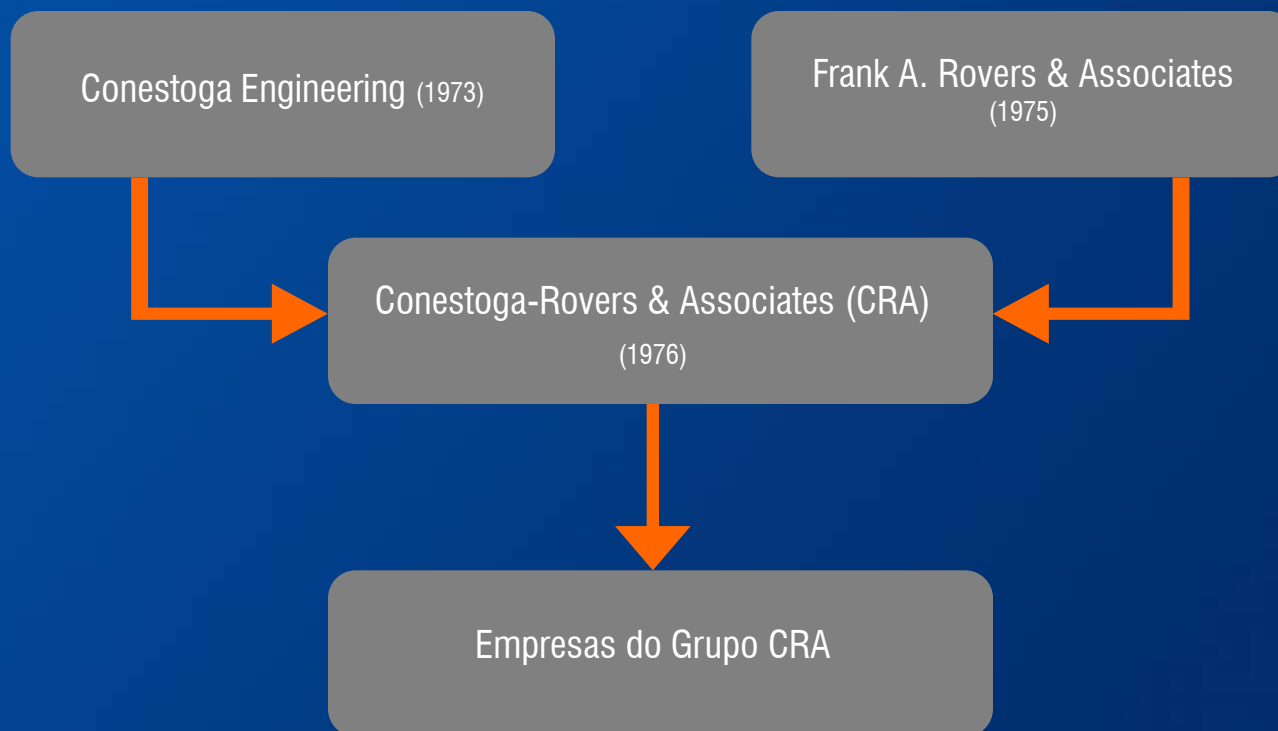 Conestoga Engineering (1973)
Frank A. Rovers & Associates
(1975)
Conestoga-Rovers & Associates (CRA)
(1976)
Empresas do Grupo CRA